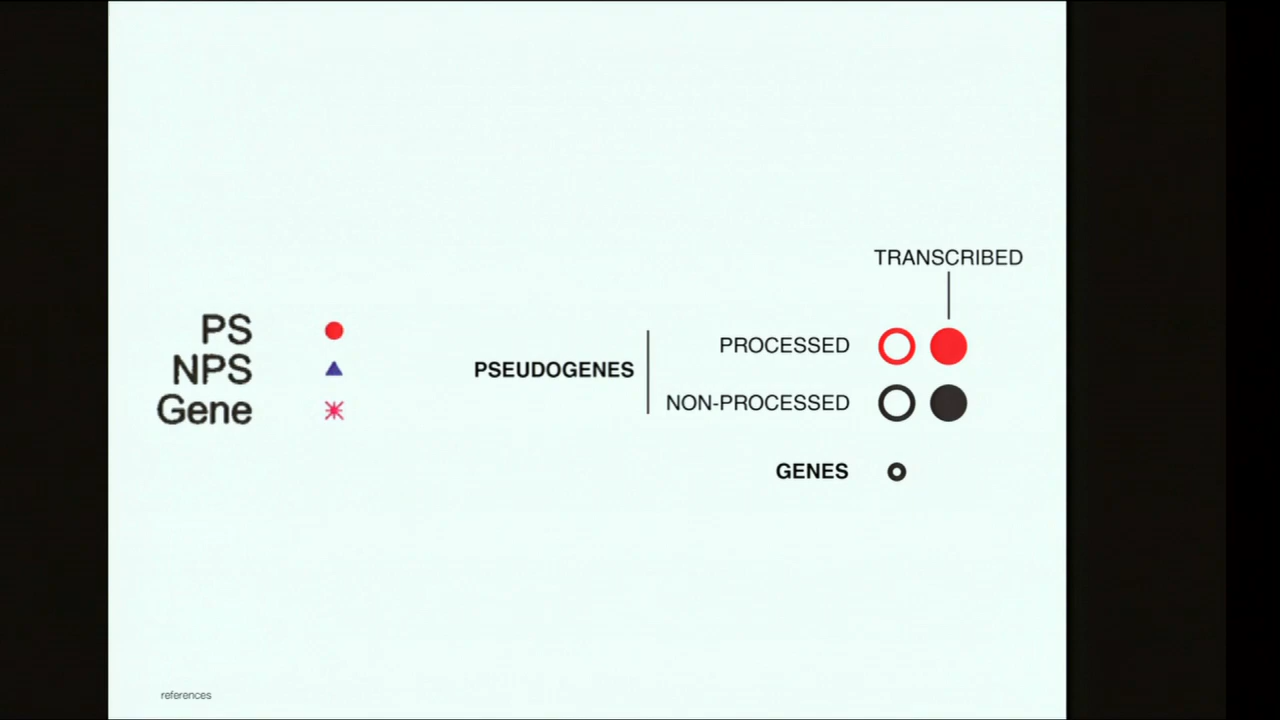 PS
NPS
Gene
TRANSCRIBED
PSEUDOGENES
PROCESSED
NON-PROCESSED
GENES
references